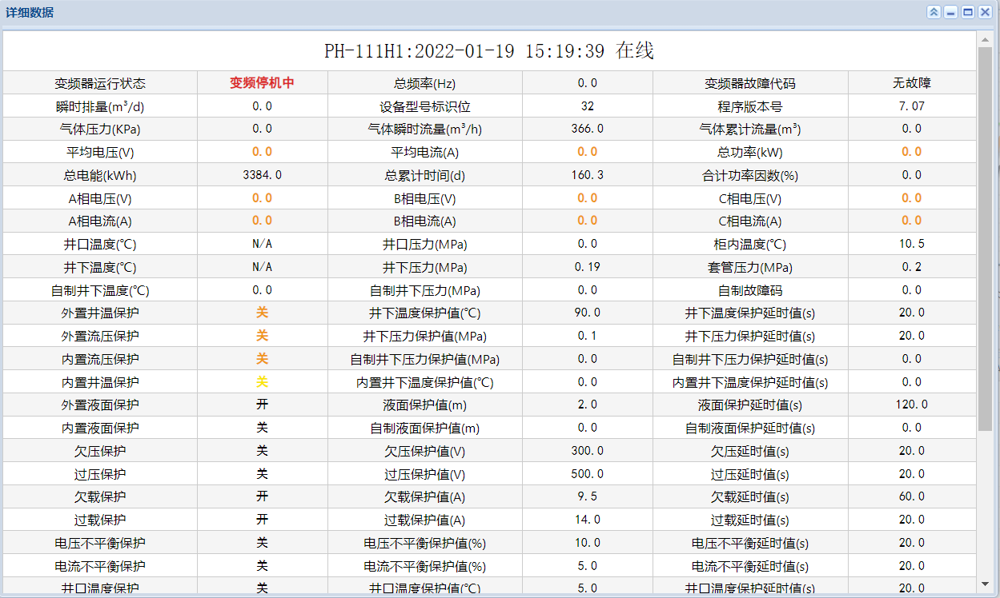 详细数据
PH-111H1:2022-01-19 15:19:39 在线
变频器运行状态 变频停机中 总频率(Hz) 0.0 变频器故障代码 无故障
瞬时排量(m³/d) 0.0 设备型号标识位 32 程序版本号 7.07
气体压力(KPa) 0.0 气体瞬时流量(m³/h) 366.0 气体累计流量(m³) 0.0
平均电压(V) 0.0 平均电流(A) 0.0 总功率(kW) 0.0
总电能(kWh) 3384.0 总累计时间(d) 160.3 合计功率因数(%) 0.0
A相电压(V) 0.0 B相电压(V) 0.0 C相电压(V) 0.0
A相电流(A) 0.0 B相电流(A) 0.0 C相电流(A) 0.0
井口温度(℃) N/A 井口压力(MPa) 0.0 柜内温度(℃) 10.5
井下温度(℃) N/A 井下压力(MPa) 0.19 套管压力(MPa) 0.2
自制井下温度(℃) 0.0 自制井下压力(MPa) 0.0 自制故障码 0.0
外置井温保护 关 井下温度保护值(℃) 90.0 井下温度保护延时值(s) 20.0
外置流压保护 关 井下压力保护值(MPa) 0.1 井下压力保护延时值(s) 20.0
内置流压保护 关 自制井下压力保护值(MPa) 0.0 自制井下压力保护延时值(s) 0.0
内置井温保护 关 内置井下温度保护值(℃) 0.0 内置井下温度保护延时值(s) 0.0
外置液面保护 开 液面保护值(m) 2.0 液面保护延时值(s) 120.0
内置液面保护 关 自制液面保护值(m) 0.0 自制液面保护延时值(s) 0.0
欠压保护 关 欠压保护值(V) 300.0 欠压延时值(s) 20.0
过压保护 关 过压保护值(V) 500.0 过压延时值(s) 20.0
欠载保护 开 欠载保护值(A) 9.5 欠载延时值(s) 60.0
过载保护 开 过载保护值(A) 14.0 过载延时值(s) 20.0
电压不平衡保护 关 电压不平衡保护值(%) 10.0 电压不平衡延时值(s) 20.0
电流不平衡保护 关 电流不平衡保护值(%) 5.0 电流不平衡延时值(s) 20.0
井口温度保护 关 井口温度保护值(℃) 5.0 井口温度保护延时值(s) 20.0